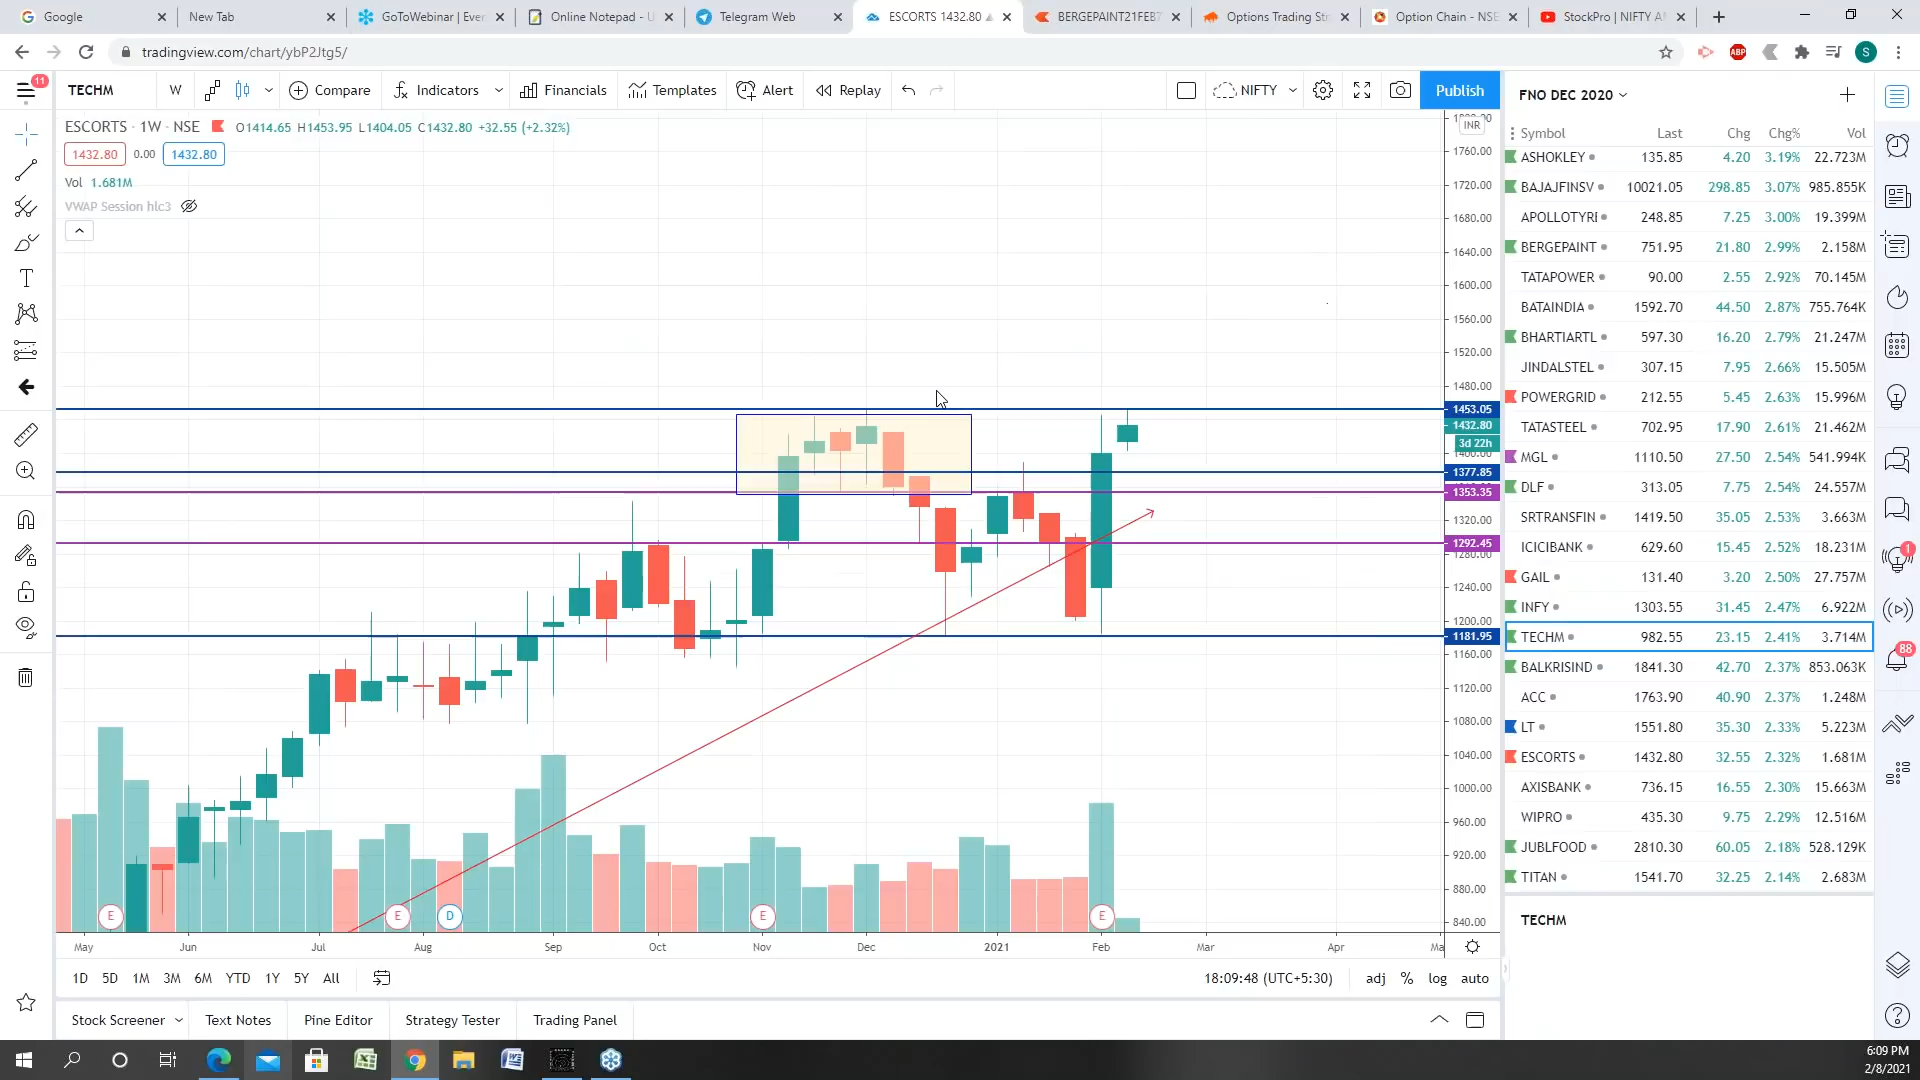 Google
New Tab
GoToWebinar | Ever
Online Notepad - U
Telegram Web
ESCORTS 1432.80
BERGEPAINT21FEB7
Options Trading Str
Option Chain - NSE
StockPro | NIFTY A
tradingview.com/chart/ybP2Jtg5/
ABP
S
11
TECHM W Compare Indicators Financials Templates Alert Replay NIFTY Publish
ESCORTS · 1W · NSE O1414.65 H1453.95 L1404.05 C1432.80 +32.55 (+2.32%)
1432.80 0.00 1432.80
Vol 1.681M
VWAP Session hlc3
INR
1760.00
1720.00
1680.00
1640.00
1600.00
1560.00
1520.00
1480.00
1453.05
1432.80
3d 22h
1400.00
1377.85
1353.35
1320.00
1292.45
1280.00
1240.00
1200.00
1181.95
1160.00
1120.00
1080.00
1040.00
1000.00
960.00
920.00
880.00
840.00
E E D E E
May Jun Jul Aug Sep Oct Nov Dec 2021 Feb Mar Apr Ma
1D 5D 1M 3M 6M YTD 1Y 5Y All 18:09:48 (UTC+5:30) adj % log auto
Stock Screener Text Notes Pine Editor Strategy Tester Trading Panel
FNO DEC 2020
Symbol Last Chg Chg% Vol
ASHOKLEY 135.85 4.20 3.19% 22.723M
BAJAJFINSV 10021.05 298.85 3.07% 985.855K
APOLLOTYRE 248.85 7.25 3.00% 19.399M
BERGEPAINT 751.95 21.80 2.99% 2.158M
TATAPOWER 90.00 2.55 2.92% 70.145M
BATAINDIA 1592.70 44.50 2.87% 755.764K
BHARTIARTL 597.30 16.20 2.79% 21.247M
JINDALSTEL 307.15 7.95 2.66% 15.505M
POWERGRID 212.55 5.45 2.63% 15.996M
TATASTEEL 702.95 17.90 2.61% 21.462M
MGL 1110.50 27.50 2.54% 541.994K
DLF 313.05 7.75 2.54% 24.557M
SRTRANSFIN 1419.50 35.05 2.53% 3.663M
ICICIBANK 629.60 15.45 2.52% 18.231M
GAIL 131.40 3.20 2.50% 27.757M
INFY 1303.55 31.45 2.47% 6.922M
TECHM 982.55 23.15 2.41% 3.714M
BALKRISIND 1841.30 42.70 2.37% 853.063K
ACC 1763.90 40.90 2.37% 1.248M
LT 1551.80 35.30 2.33% 5.223M
ESCORTS 1432.80 32.55 2.32% 1.681M
AXISBANK 736.15 16.55 2.30% 15.663M
WIPRO 435.30 9.75 2.29% 12.516M
JUBLFOOD 2810.30 60.05 2.18% 528.129K
TITAN 1541.70 32.25 2.14% 2.683M
TECHM
1
88
6:09 PM
2/8/2021